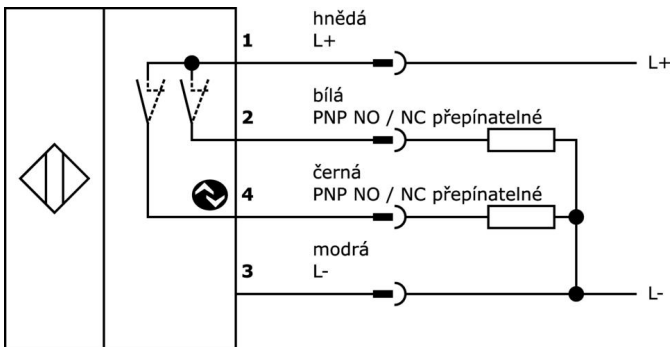 hnědá
1 L+ L+
bílá
2 PNP NO / NC přepínatelné
černá
4 PNP NO / NC přepínatelné
modrá
3 L- L-